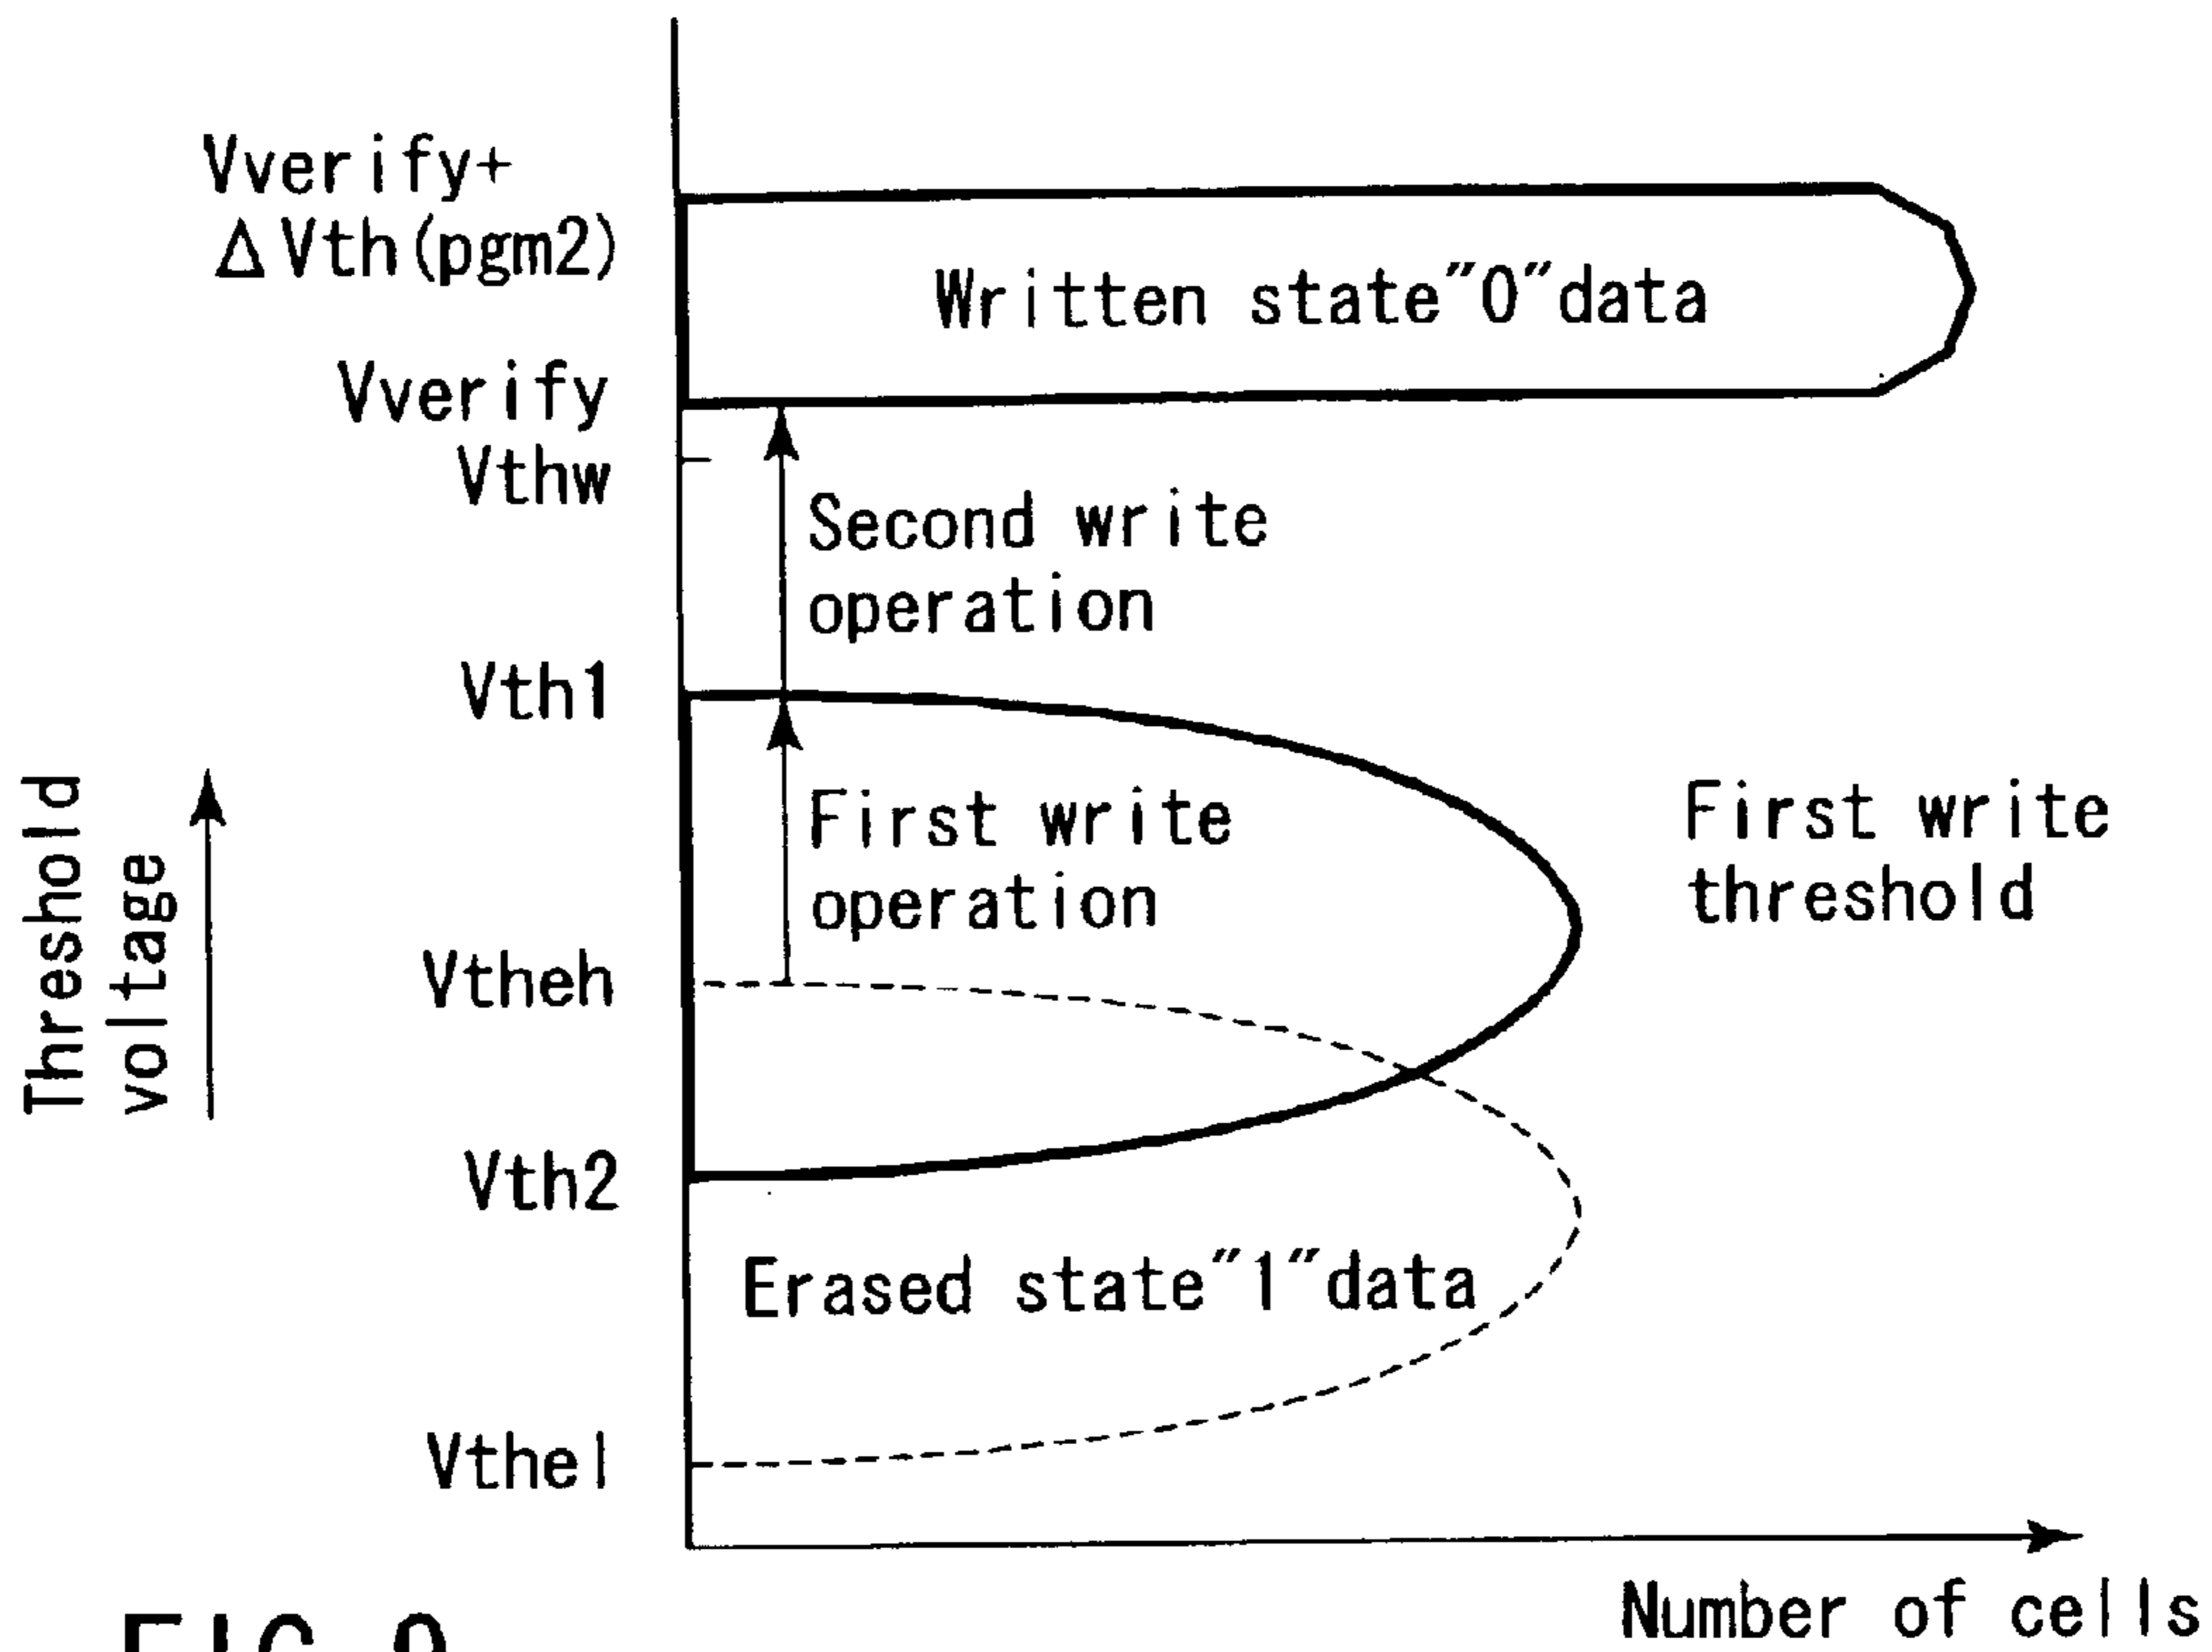 Vverify+
ΔVth(pgm2)
Written state"0"data
Vverify
Vthw
Second write
operation
Vth1
First write
operation
First write
threshold
Threshold
voltage
Vtheh
Vth2
Erased state"1"data
Vthel
Number of cells